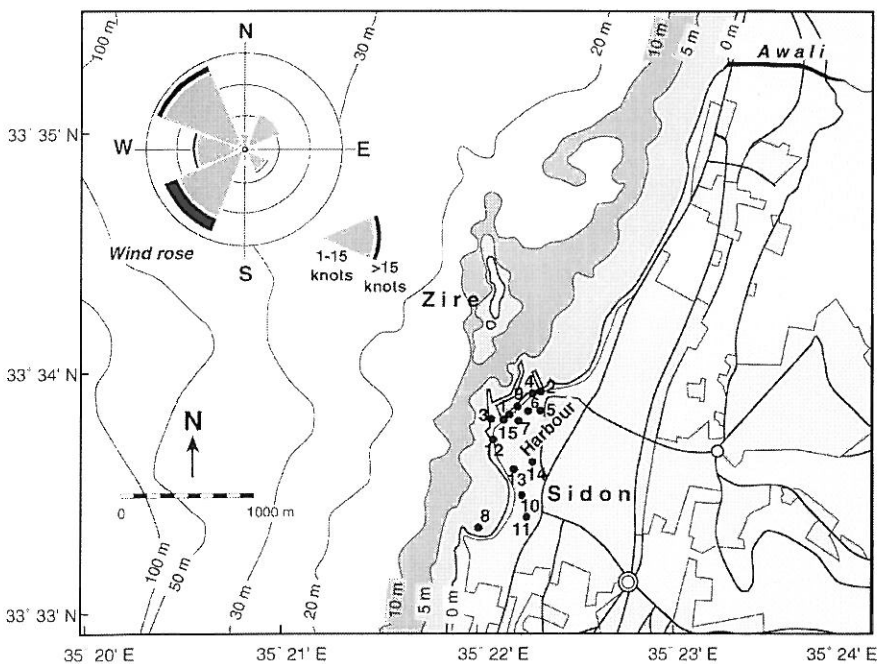 100 m
30 m
20 m
10 m
5 m
0 m
Awali
N
W
E
S
Wind rose
1-15 knots
>15 knots
33° 35' N
33° 34' N
33° 33' N
Zire
N
0
1000 m
4
2
9
1
6
5
3
15
7
Harbour
12
13
14
10
8
11
Sidon
100 m
50 m
30 m
20 m
10 m
5 m
0 m
35° 20' E
35° 21' E
35° 22' E
35° 23' E
35° 24' E